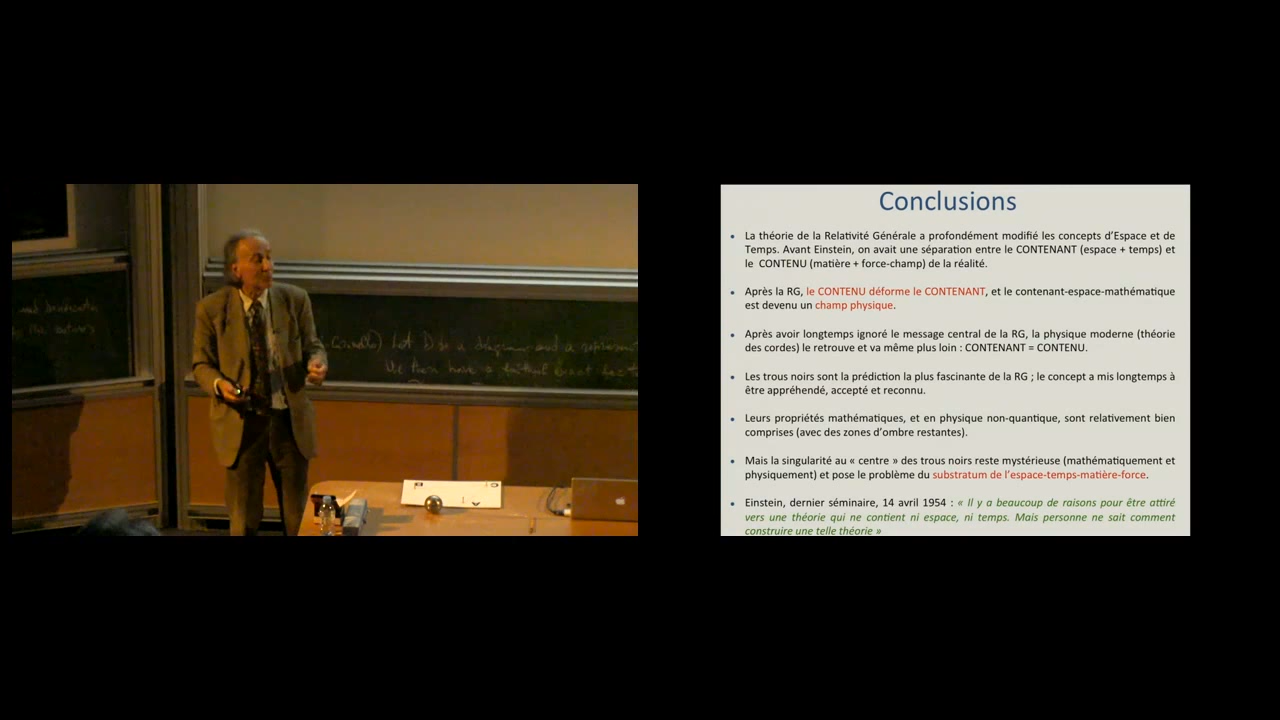 and
Let D be a diagram and a
We then have a
Conclusions
• La théorie de la Relativité Générale a profondément modifié les concepts d’Espace et de
Temps. Avant Einstein, on avait une séparation entre le CONTENANT (espace + temps) et
le CONTENU (matière + force-champ) de la réalité.
• Après la RG, le CONTENU déforme le CONTENANT, et le contenant-espace-mathématique
est devenu un champ physique.
• Après avoir longtemps ignoré le message central de la RG, la physique moderne (théorie
des cordes) le retrouve et va même plus loin : CONTENANT = CONTENU.
• Les trous noirs sont la prédiction la plus fascinante de la RG ; le concept a mis longtemps à
être appréhendé, accepté et reconnu.
• Leurs propriétés mathématiques, et en physique non-quantique, sont relativement bien
comprises (avec des zones d’ombre restantes).
• Mais la singularité au « centre » des trous noirs reste mystérieuse (mathématiquement et
physiquement) et pose le problème du substratum de l’espace-temps-matière-force.
• Einstein, dernier séminaire, 14 avril 1954 : « Il y a beaucoup de raisons pour être attiré
vers une théorie qui ne contient ni espace, ni temps. Mais personne ne sait comment
construire une telle théorie »